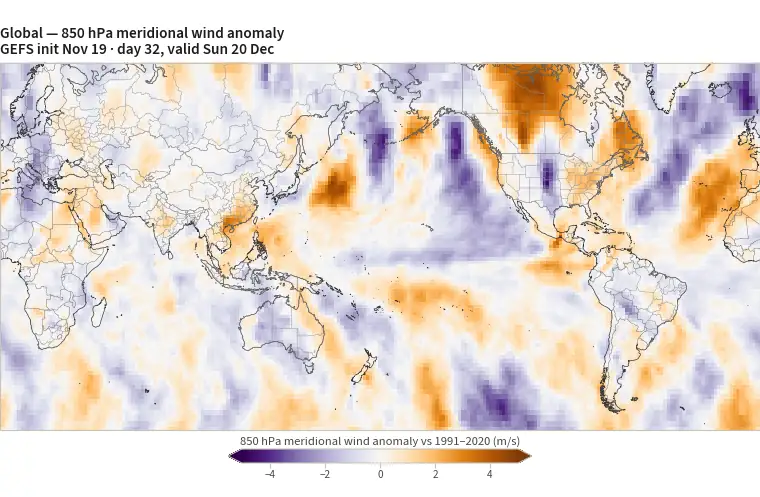 Global — 850 hPa meridional wind anomaly
GEFS init Nov 19 · day 32, valid Sun 20 Dec
850 hPa meridional wind anomaly vs 1991–2020 (m/s)
−4 −2 0 2 4